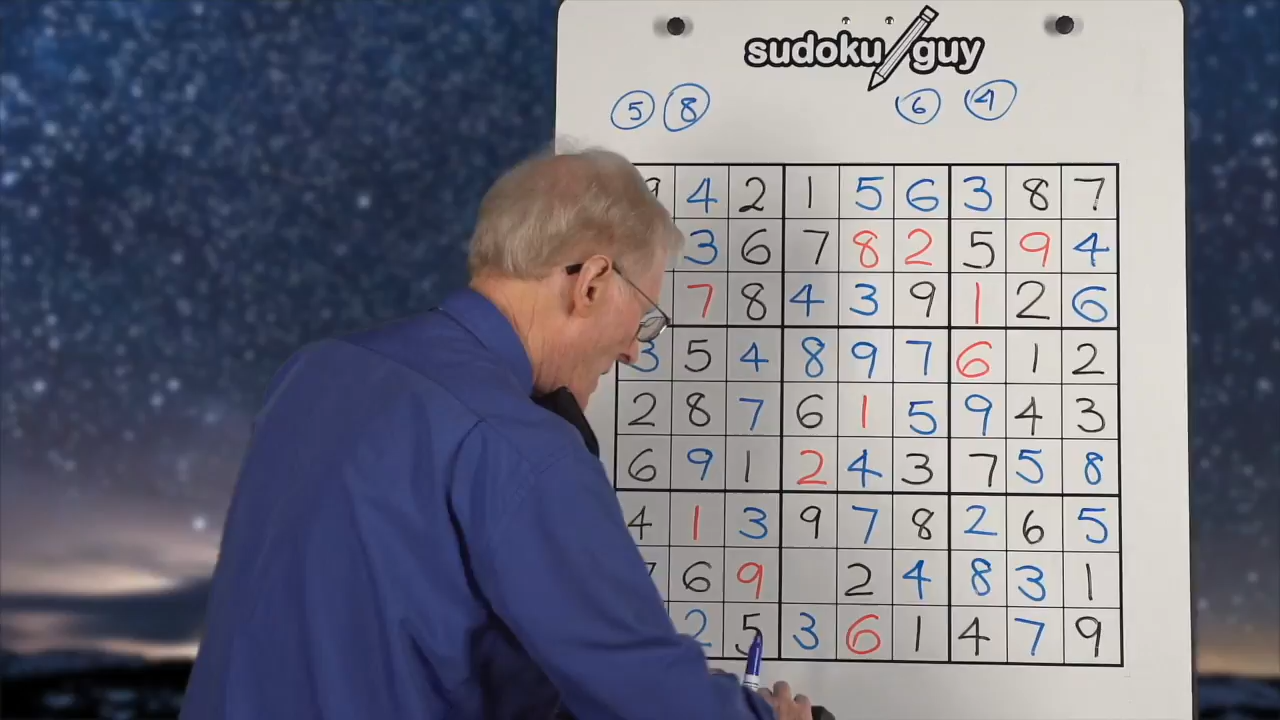 sudoku guy
5 8 6 4
9 4 2 1 5 6 3 8 7
3 6 7 8 2 5 9 4
7 8 4 3 9 1 2 6
3 5 4 8 9 7 6 1 2
2 8 7 6 1 5 9 4 3
6 9 1 2 4 3 7 5 8
4 1 3 9 7 8 2 6 5
7 6 9 2 4 8 3 1
2 5 3 6 1 4 7 9